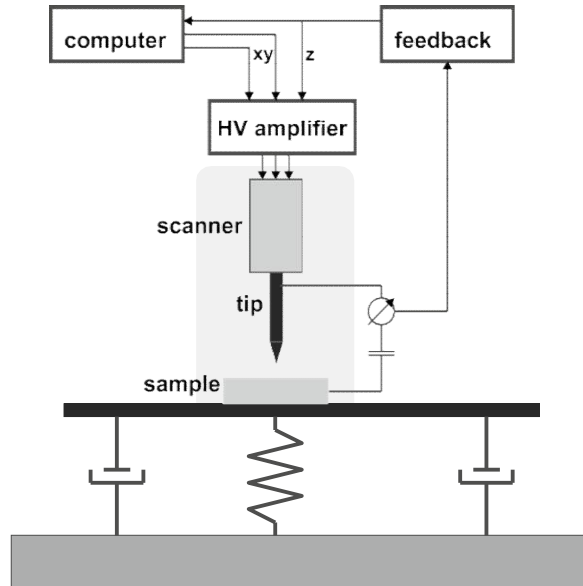 computer
feedback
xy
z
HV amplifier
scanner
tip
sample